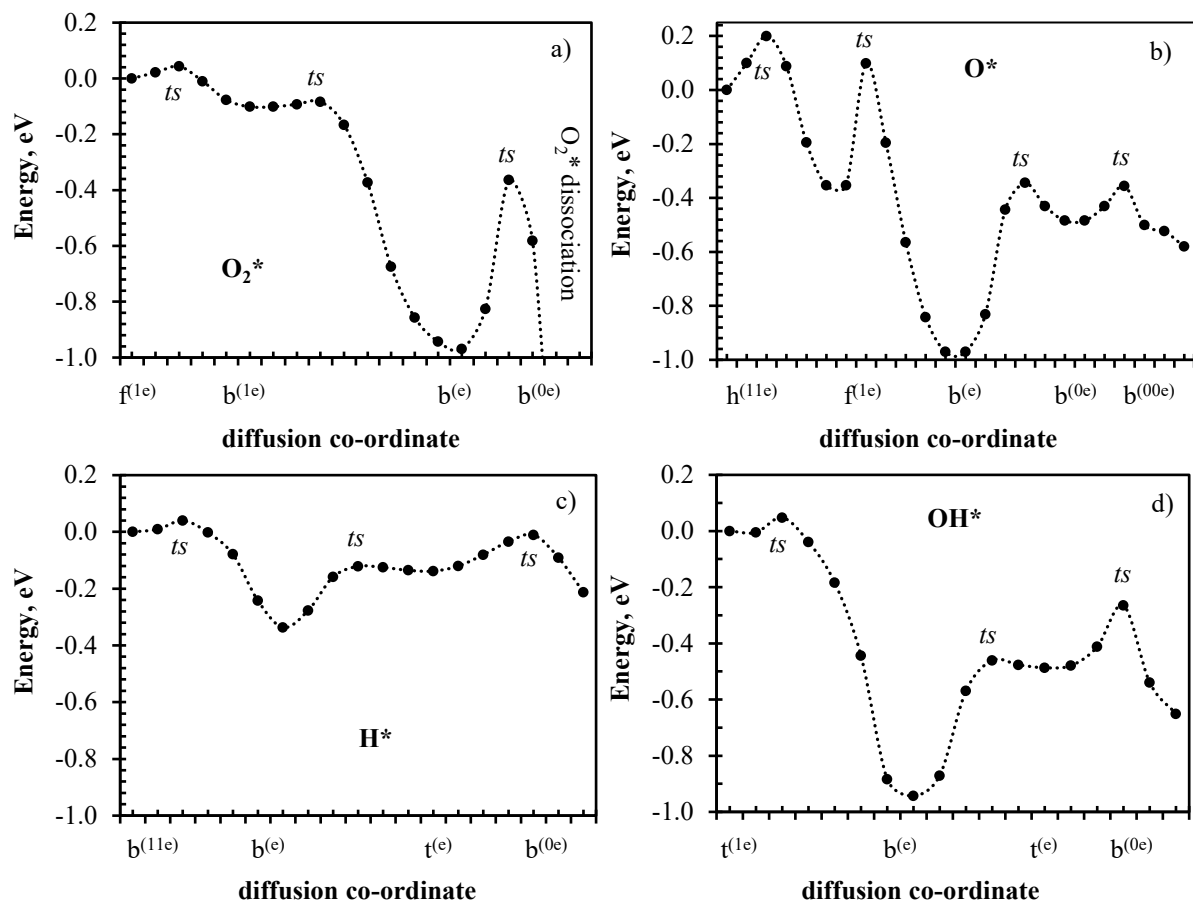 a)
Energy, eV
0.2
0.0
-0.2
-0.4
-0.6
-0.8
-1.0
ts
ts
ts
O₂*
O₂* dissociation
f⁽¹ᵉ⁾
b⁽¹ᵉ⁾
b⁽ᵉ⁾
b⁽⁰ᵉ⁾
diffusion co-ordinate
b)
Energy, eV
0.2
0.0
-0.2
-0.4
-0.6
-0.8
-1.0
ts
ts
ts
ts
O*
h⁽¹¹ᵉ⁾
f⁽¹ᵉ⁾
b⁽ᵉ⁾
b⁽⁰ᵉ⁾
b⁽⁰⁰ᵉ⁾
diffusion co-ordinate
c)
Energy, eV
0.2
0.0
-0.2
-0.4
-0.6
-0.8
-1.0
ts
ts
ts
H*
b⁽¹¹ᵉ⁾
b⁽ᵉ⁾
t⁽ᵉ⁾
b⁽⁰ᵉ⁾
diffusion co-ordinate
d)
Energy, eV
0.2
0.0
-0.2
-0.4
-0.6
-0.8
-1.0
OH*
ts
ts
ts
t⁽¹ᵉ⁾
b⁽ᵉ⁾
t⁽ᵉ⁾
b⁽⁰ᵉ⁾
diffusion co-ordinate